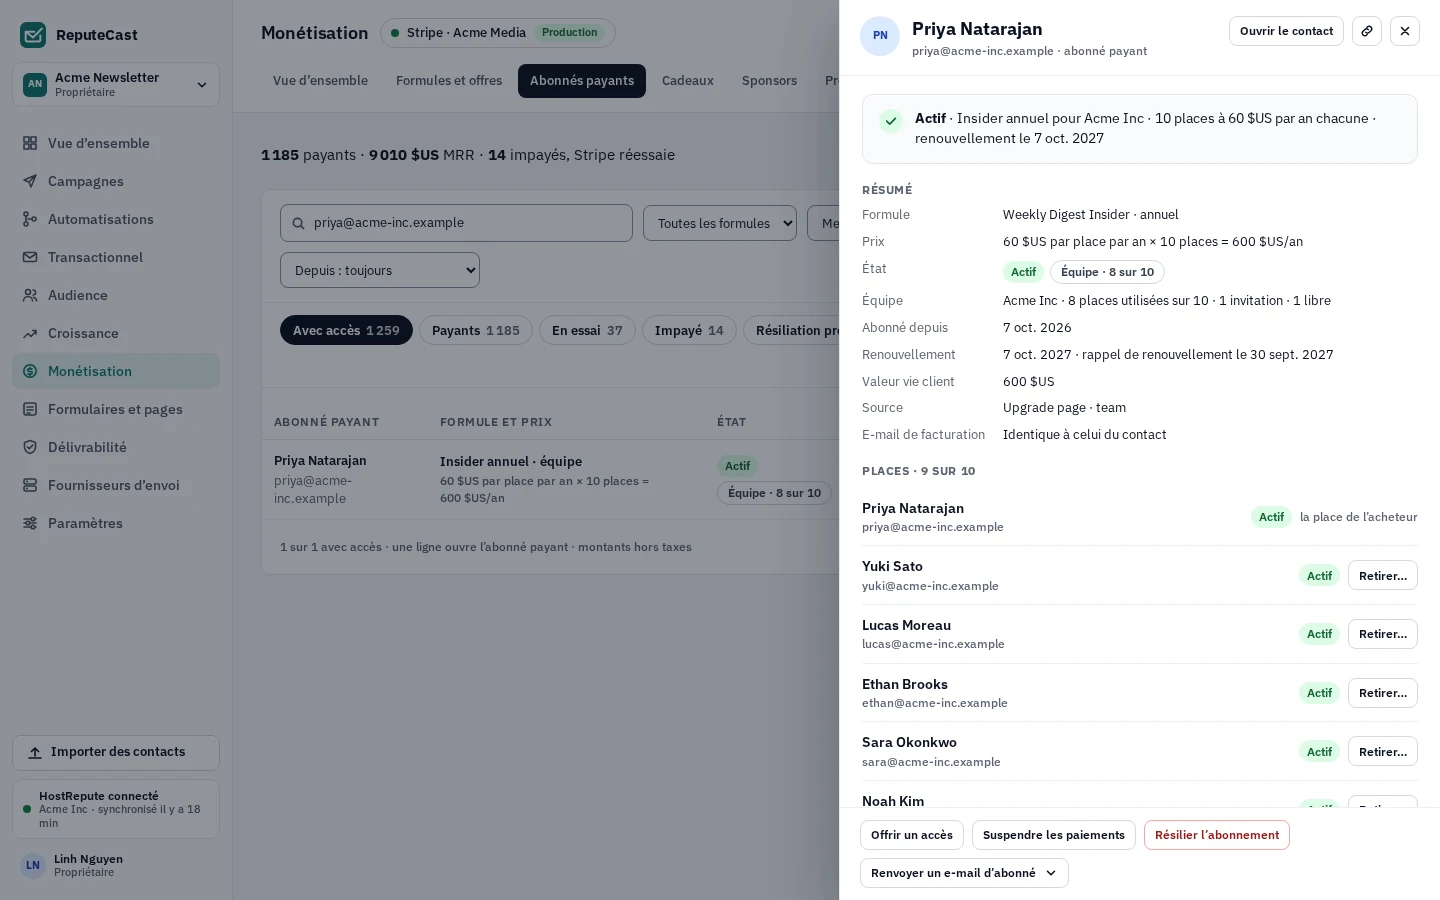 ReputeCast
AN
Acme Newsletter
Propriétaire
Vue d’ensemble
Campagnes
Automatisations
Transactionnel
Audience
Croissance
Monétisation
Formulaires et pages
Délivrabilité
Fournisseurs d’envoi
Paramètres
Importer des contacts
HostRepute connecté
Acme Inc · synchronisé il y a 18
min
LN
Linh Nguyen
Propriétaire
Monétisation
Stripe · Acme Media Production
Vue d’ensemble Formules et offres Abonnés payants Cadeaux Sponsors
1 185 payants · 9 010 $US MRR · 14 impayés, Stripe réessaie
priya@acme-inc.example
Toutes les formules
Depuis : toujours
Avec accès 1 259 Payants 1 185 En essai 37 Impayé 14 Résiliation
ABONNÉ PAYANT FORMULE ET PRIX ÉTAT
Priya Natarajan
priya@acme-
inc.example
Insider annuel · équipe
60 $US par place par an × 10 places =
600 $US/an
Actif
Équipe · 8 sur 10
1 sur 1 avec accès · une ligne ouvre l’abonné payant · montants hors taxes
PN
Priya Natarajan
priya@acme-inc.example · abonné payant
Ouvrir le contact
Actif · Insider annuel pour Acme Inc · 10 places à 60 $US par an chacune ·
renouvellement le 7 oct. 2027
RÉSUMÉ
Formule Weekly Digest Insider · annuel
Prix 60 $US par place par an × 10 places = 600 $US/an
État Actif Équipe · 8 sur 10
Équipe Acme Inc · 8 places utilisées sur 10 · 1 invitation · 1 libre
Abonné depuis 7 oct. 2026
Renouvellement 7 oct. 2027 · rappel de renouvellement le 30 sept. 2027
Valeur vie client 600 $US
Source Upgrade page · team
E-mail de facturation Identique à celui du contact
PLACES · 9 SUR 10
Priya Natarajan
priya@acme-inc.example
Actif la place de l’acheteur
Yuki Sato
yuki@acme-inc.example
Actif Retirer…
Lucas Moreau
lucas@acme-inc.example
Actif Retirer…
Ethan Brooks
ethan@acme-inc.example
Actif Retirer…
Sara Okonkwo
sara@acme-inc.example
Actif Retirer…
Noah Kim
Offrir un accès Suspendre les paiements Résilier l’abonnement
Renvoyer un e-mail d’abonné